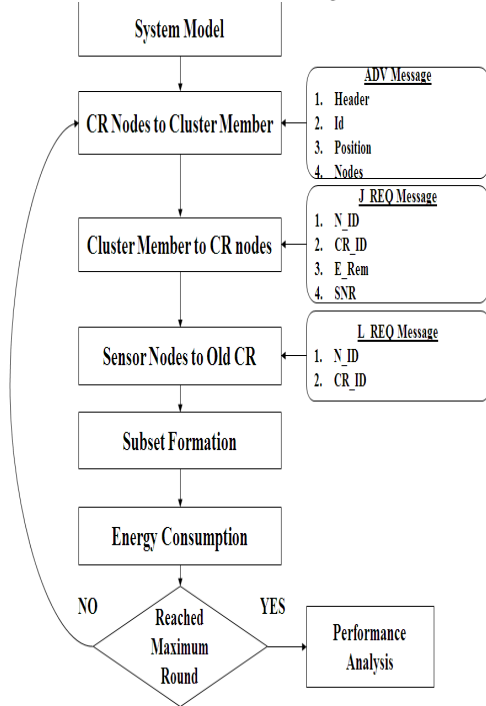 System Model
ADV Message
1. Header
2. Id
3. Position
4. Nodes
CR Nodes to Cluster Member
J_REQ Message
1. N_ID
2. CR_ID
3. E_Rem
4. SNR
Cluster Member to CR nodes
L_REQ Message
1. N_ID
2. CR_ID
Sensor Nodes to Old CR
Subset Formation
Energy Consumption
NO
YES
Reached
Maximum
Round
Performance
Analysis